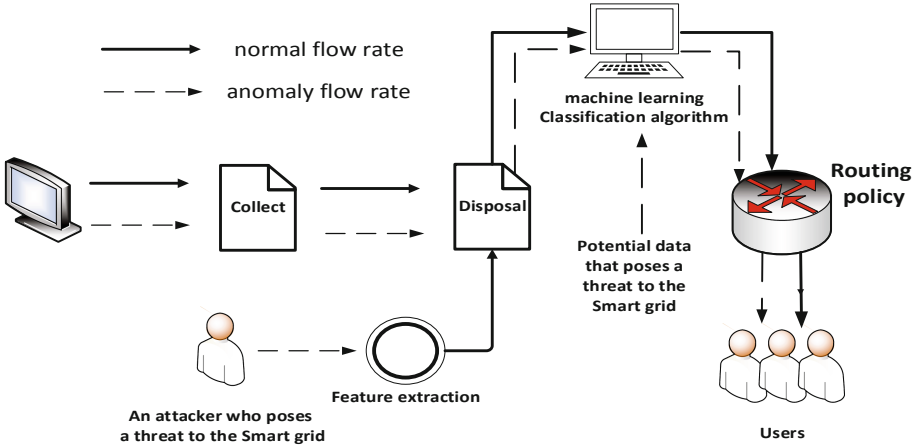 normal flow rate
anomaly flow rate
machine learning
Classification algorithm
Collect
Disposal
Routing
policy
Potential data
that poses a
threat to the
Smart grid
Feature extraction
An attacker who poses
a threat to the Smart grid
Users